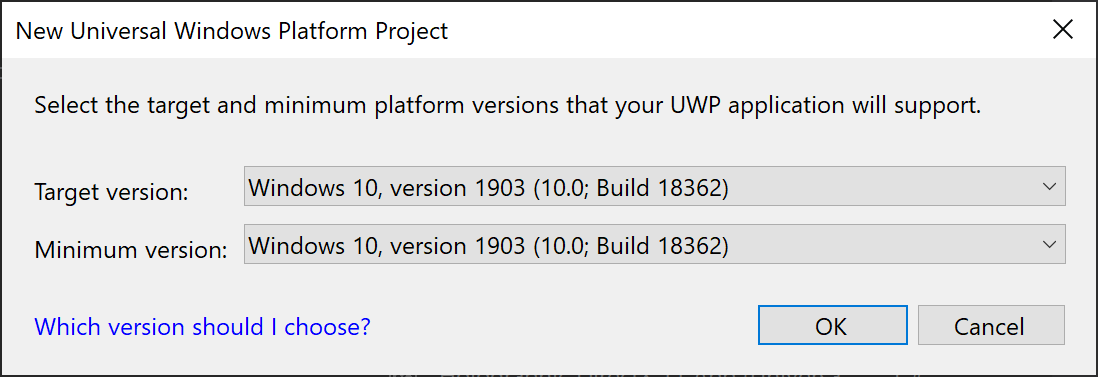 New Universal Windows Platform Project
Select the target and minimum platform versions that your UWP application will support.
Target version:
Windows 10, version 1903 (10.0; Build 18362)
Minimum version:
Windows 10, version 1903 (10.0; Build 18362)
Which version should I choose?
OK
Cancel